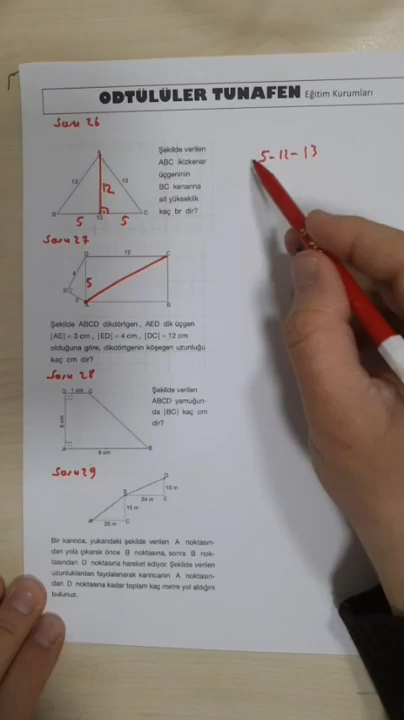 ODTÜLÜLER TUNAFEN Eğitim Kurumları
Soru 26
5-12-13
A
13
13
12
B
C
5
10
5
Şekilde verilen
ABC ikizkenar
üçgeninin
BC kenarına
ait yükseklik
kaç br dir?
Soru 27
D
12
C
4
5
E
3
A
B
Şekilde ABCD dikdörtgen, AED dik üçgen
|AE| = 3 cm, |ED| = 4 cm, |DC| = 12 cm
olduğuna göre, dikdörtgenin köşegen uzunluğu
kaç cm dir?
Soru 28
D
C
A
B
9 cm
Şekilde verilen
ABCD yamuğun-
da |BC| kaç cm
dir?
Soru 29
D
10 m
B
24 m
E
15 m
A
C
Bir karınca, yukarıdaki şekilde verilen A noktasın-
dan yola çıkarak önce B noktasına, sonra B nok-
tasından D noktasına hareket ediyor. Şekilde verilen
uzunluklardan faydalanarak karıncanın A noktasın-
dan D noktasına kadar toplam kaç metre yol aldığını
bulunuz.